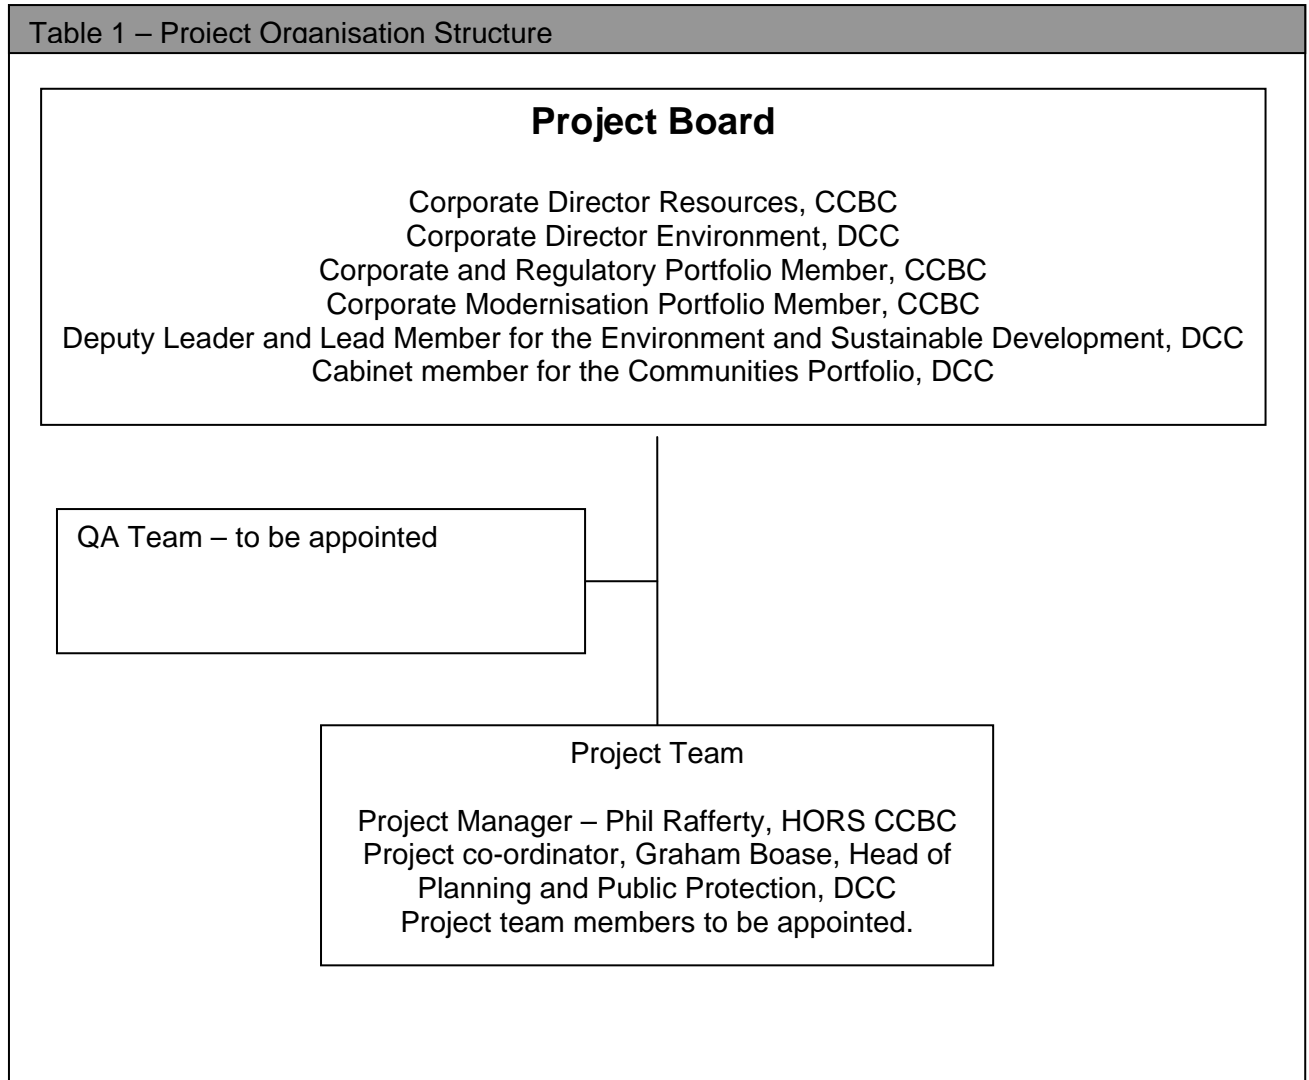 Table 1 – Project Organisation Structure
Project Board
Corporate Director Resources, CCBC
Corporate Director Environment, DCC
Corporate and Regulatory Portfolio Member, CCBC
Corporate Modernisation Portfolio Member, CCBC
Deputy Leader and Lead Member for the Environment and Sustainable Development, DCC
Cabinet member for the Communities Portfolio, DCC
QA Team – to be appointed
Project Team
Project Manager – Phil Rafferty, HORS CCBC
Project co-ordinator, Graham Boase, Head of
Planning and Public Protection, DCC
Project team members to be appointed.